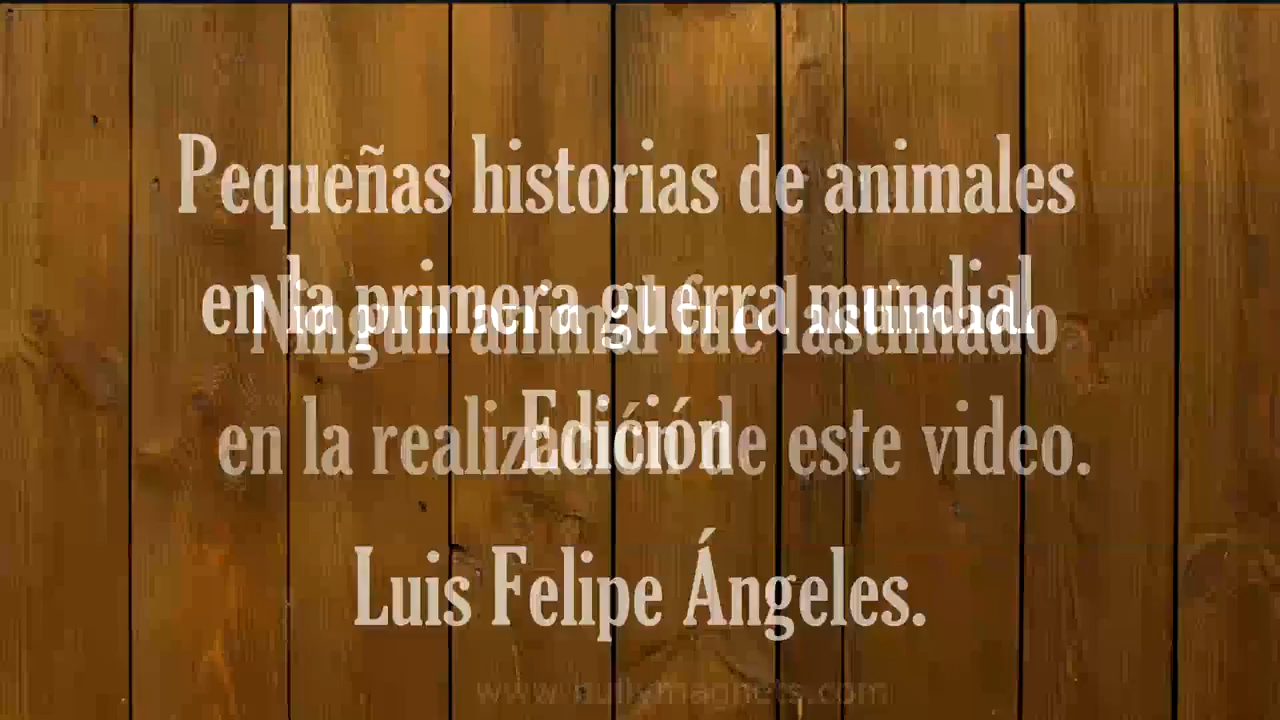 Pequeñas historias de animales
en la primera guerra mundial.
Ningún animal fue lastimado
Edición
en la realización de este video.
Luis Felipe Ángeles.